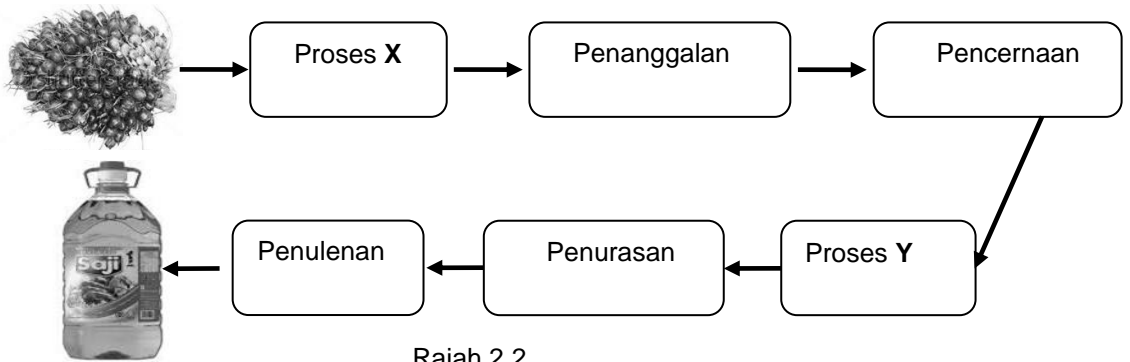 Proses X
Penanggalan
Pencernaan
Proses Y
Penurasan
Penulenan
Saji
Rajah 2.2